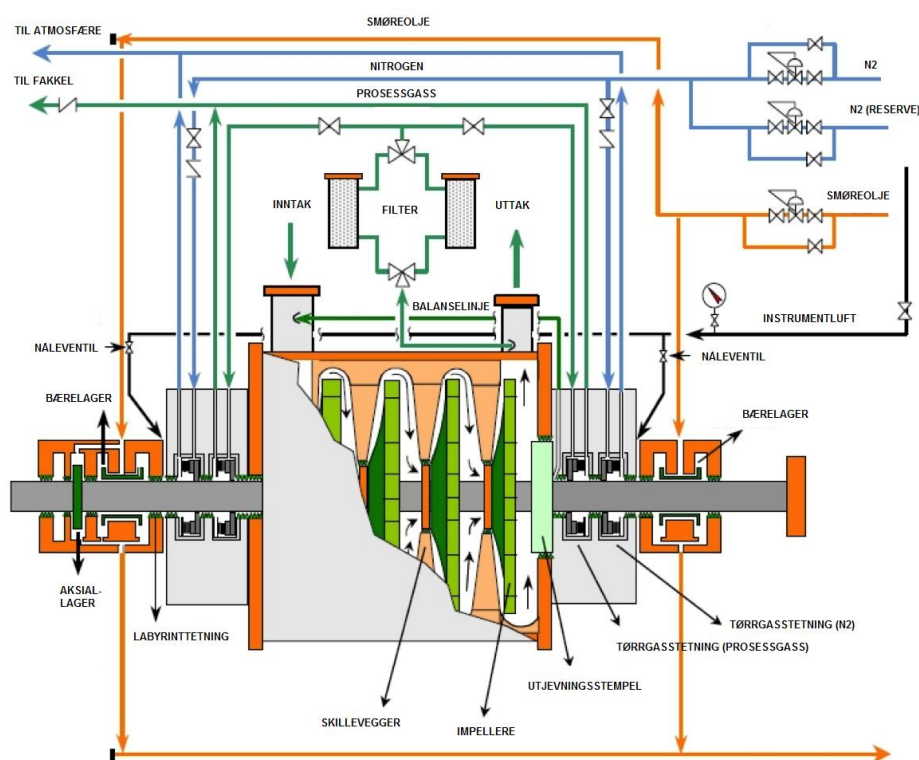 SMØREOLJE
TIL ATMOSFÆRE
NITROGEN
N2
TIL FAKKEL
PROSESSGASS
N2 (RESERVE)
INNTAK
FILTER
UTTAK
SMØREOLJE
BALANSELINJE
INSTRUMENTLUFT
NÅLEVENTIL
NÅLEVENTIL
BÆRELAGER
BÆRELAGER
AKSIAL-
LAGER
LABYRINTTETNING
TØRRGASSTETNING (N2)
TØRRGASSTETNING (PROSESSGASS)
UTJEVNINGSSTEMPEL
SKILLEVEGGER
IMPELLERE